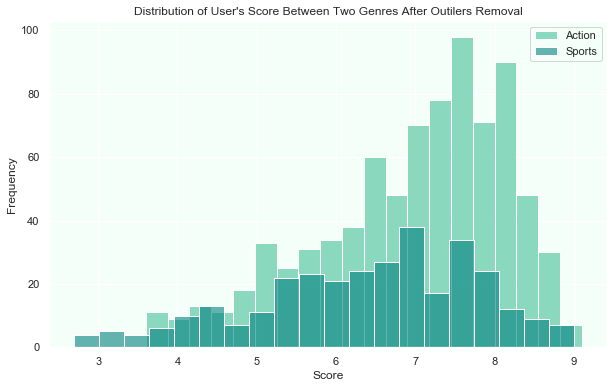 Distribution of User's Score Between Two Genres After Outilers Removal
Action
Sports
100
80
60
40
20
0
Frequency
3 4 5 6 7 8 9
Score